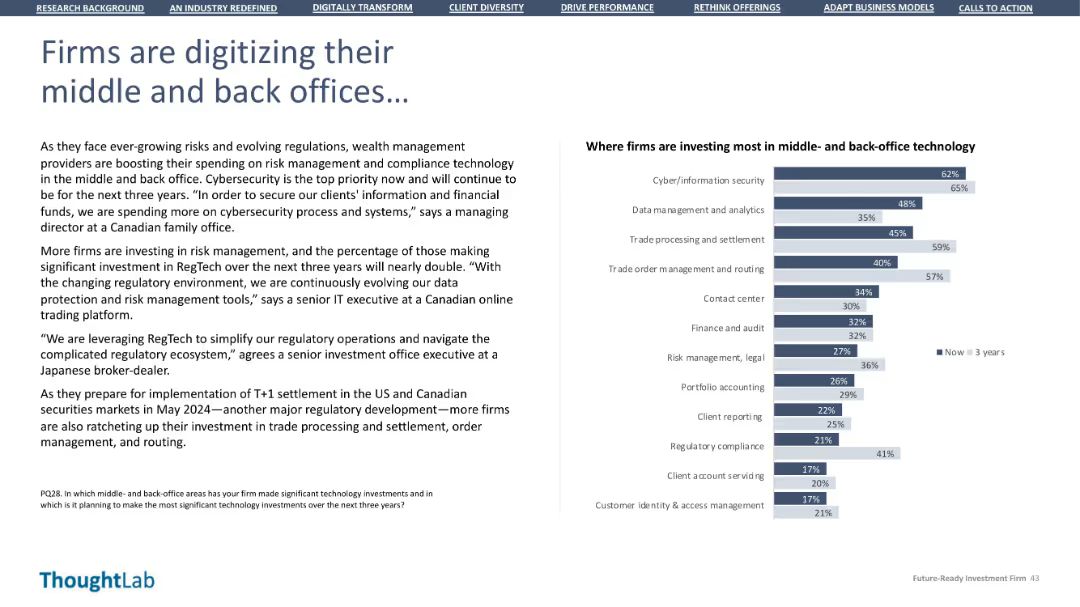 RESEARCH BACKGROUND AN INDUSTRY REDEFINED DIGITALLY TRANSFORM CLIENT DIVERSITY DRIVE PERFORMANCE RETHINK OFFERINGS ADAPT BUSINESS MODELS CALLS TO ACTION
Firms are digitizing their
middle and back offices...
As they face ever-growing risks and evolving regulations, wealth management
providers are boosting their spending on risk management and compliance technology
in the middle and back office. Cybersecurity is the top priority now and will continue to
be for the next three years. “In order to secure our clients' information and financial
funds, we are spending more on cybersecurity process and systems,” says a managing
director at a Canadian family office.
More firms are investing in risk management, and the percentage of those making
significant investment in RegTech over the next three years will nearly double. “With
the changing regulatory environment, we are continuously evolving our data
protection and risk management tools,” says a senior IT executive at a Canadian online
trading platform.
“We are leveraging RegTech to simplify our regulatory operations and navigate the
complicated regulatory ecosystem,” agrees a senior investment office executive at a
Japanese broker-dealer.
As they prepare for implementation of T+1 settlement in the US and Canadian
securities markets in May 2024—another major regulatory development—more firms
are also ratcheting up their investment in trade processing and settlement, order
management, and routing.
PQ28. In which middle- and back-office areas has your firm made significant technology investments and in
which is it planning to make the most significant technology investments over the next three years?
Where firms are investing most in middle- and back-office technology
Cyber/information security
62%
65%
Data management and analytics
48%
35%
Trade processing and settlement
45%
59%
Trade order management and routing
40%
57%
Contact center
34%
30%
Finance and audit
32%
32%
Risk management, legal
27%
36%
Portfolio accounting
26%
29%
Client reporting
22%
25%
Regulatory compliance
21%
41%
Client account servicing
17%
20%
Customer identity & access management
17%
21%
Now 3 years
ThoughtLab
Future-Ready Investment Firm 43